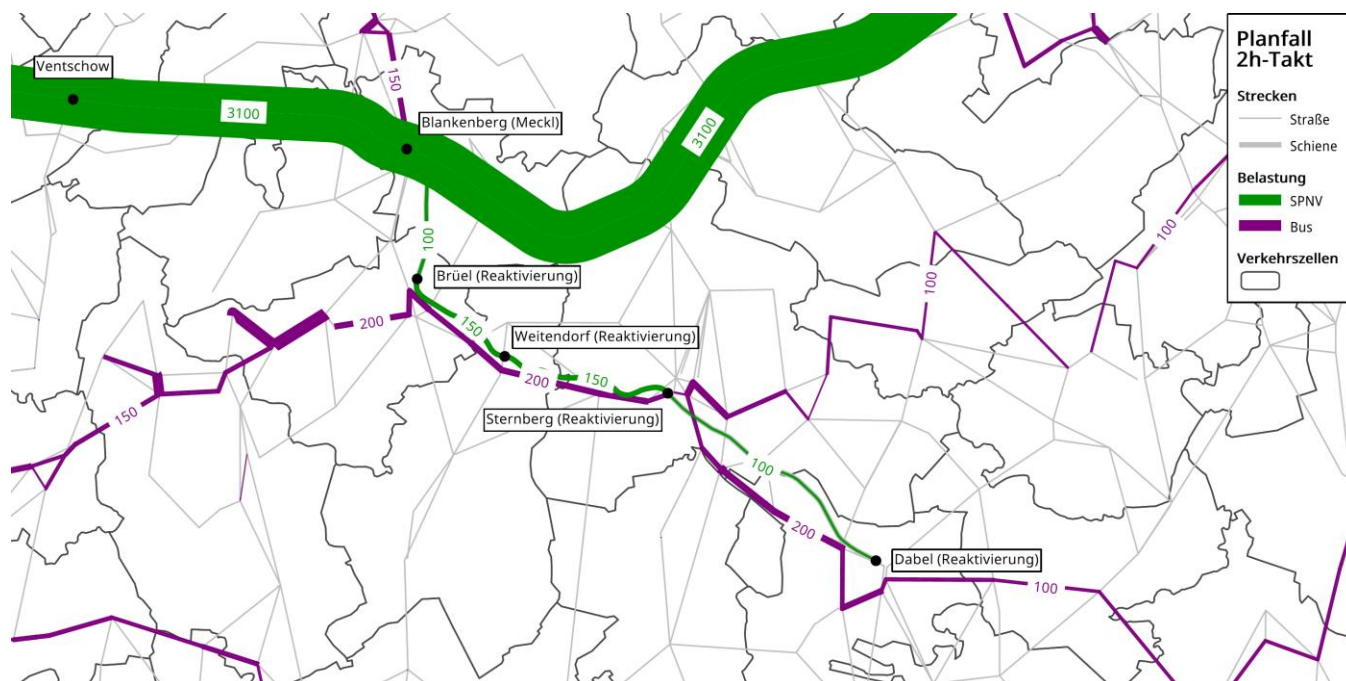 Ventschow
3100
150
Blankenberg (Meckl)
3100
Planfall
2h-Takt
Strecken
Straße
Schiene
Belastung
SPNV
Bus
Verkehrszellen
100
100
100
Brüel (Reaktivierung)
200
150
Weitendorf (Reaktivierung)
200
150
150
Sternberg (Reaktivierung)
100
200
Dabel (Reaktivierung)
100